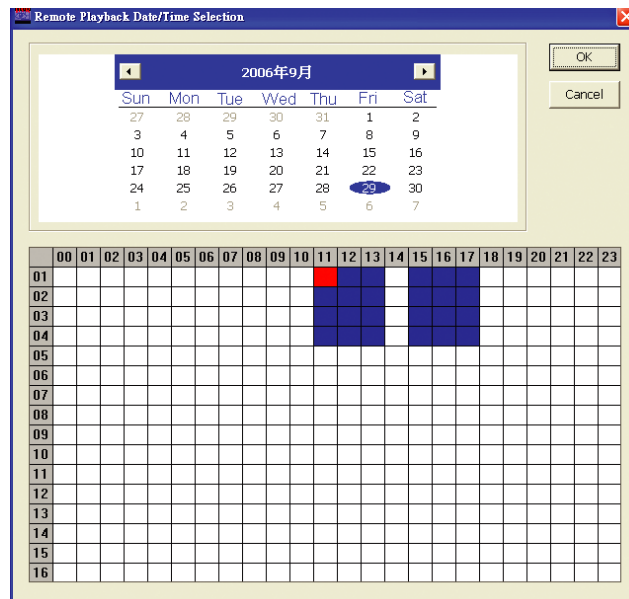 Remote Playback Date/Time Selection
2006年9月
OK
Cancel
Sun Mon Tue Wed Thu Fri Sat
27 28 29 30 31 1 2
3 4 5 6 7 8 9
10 11 12 13 14 15 16
17 18 19 20 21 22 23
24 25 26 27 28 29 30
1 2 3 4 5 6 7
00 01 02 03 04 05 06 07 08 09 10 11 12 13 14 15 16 17 18 19 20 21 22 23
01
02
03
04
05
06
07
08
09
10
11
12
13
14
15
16